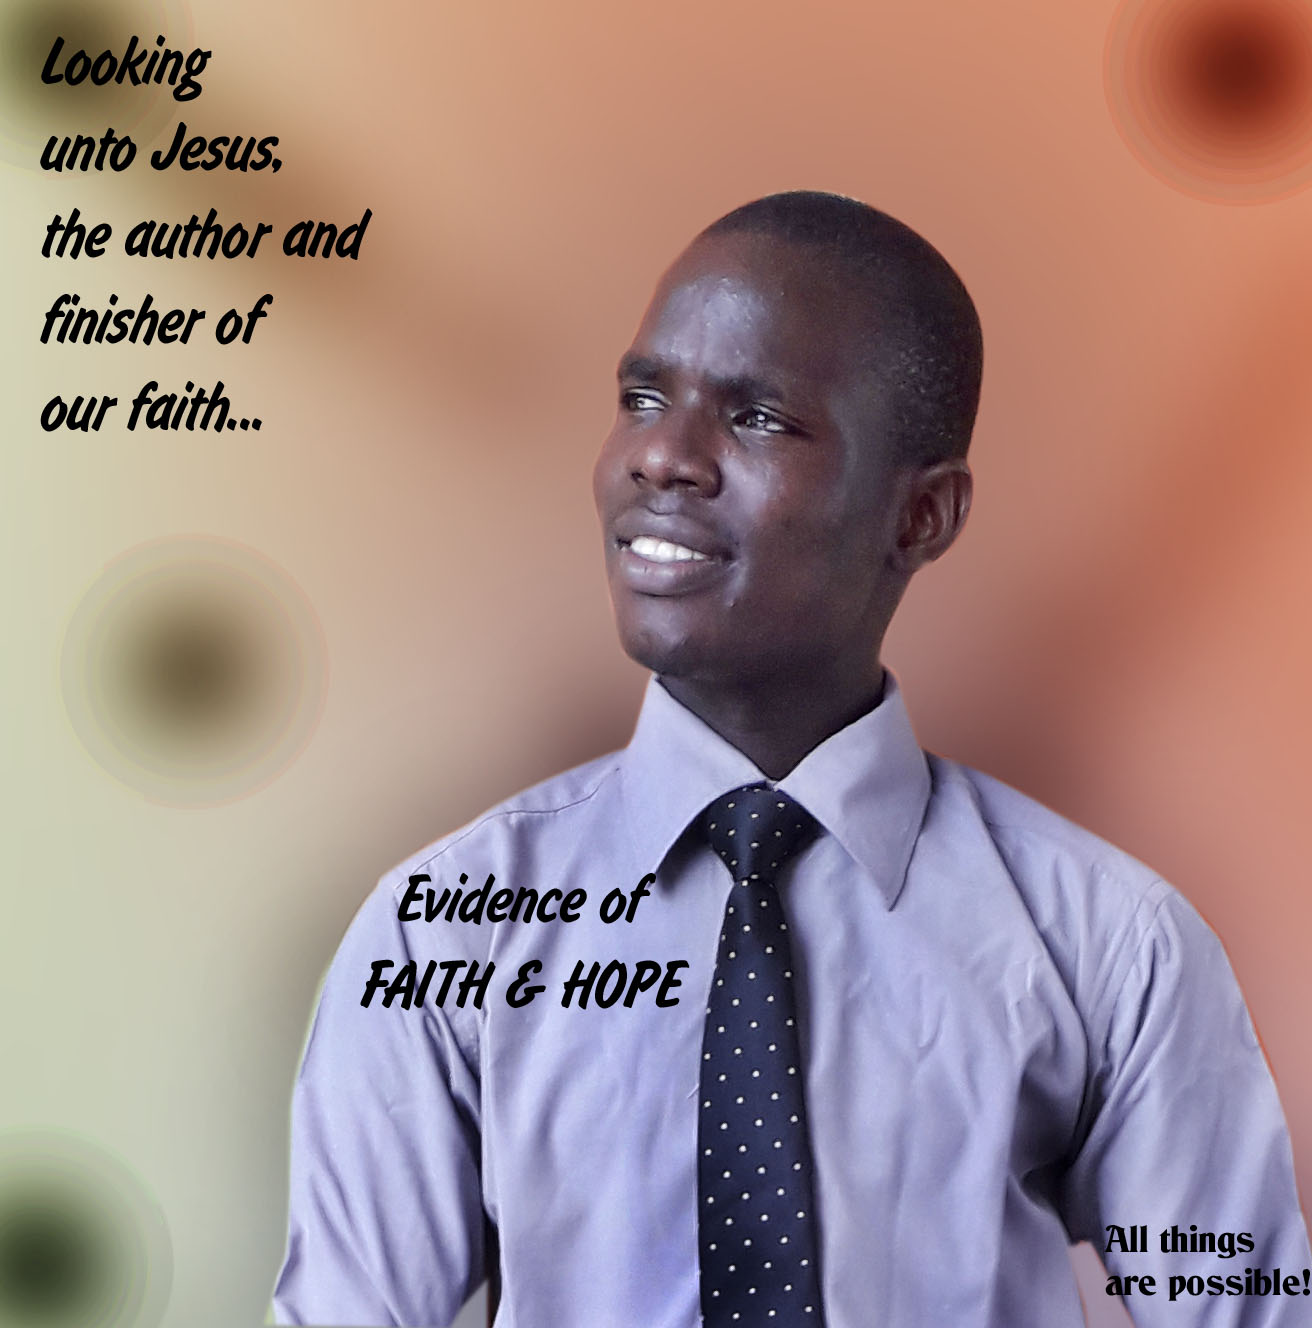 Looking
unto Jesus,
the author and
finisher of
our faith...
Evidence of
FAITH & HOPE
All things
are possible!